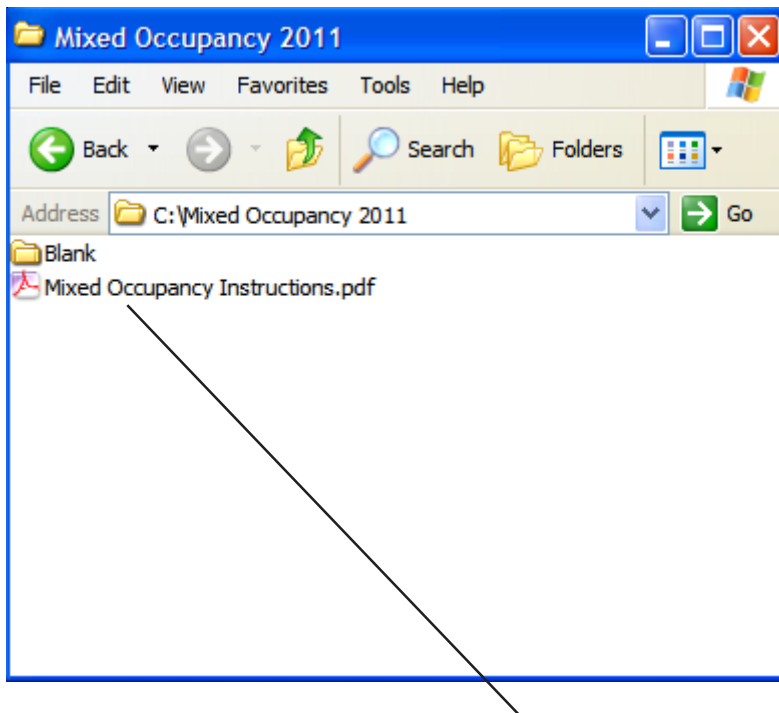 Mixed Occupancy 2011
File Edit View Favorites Tools Help
Back Search Folders
Address C:\Mixed Occupancy 2011 Go
Blank
Mixed Occupancy Instructions.pdf